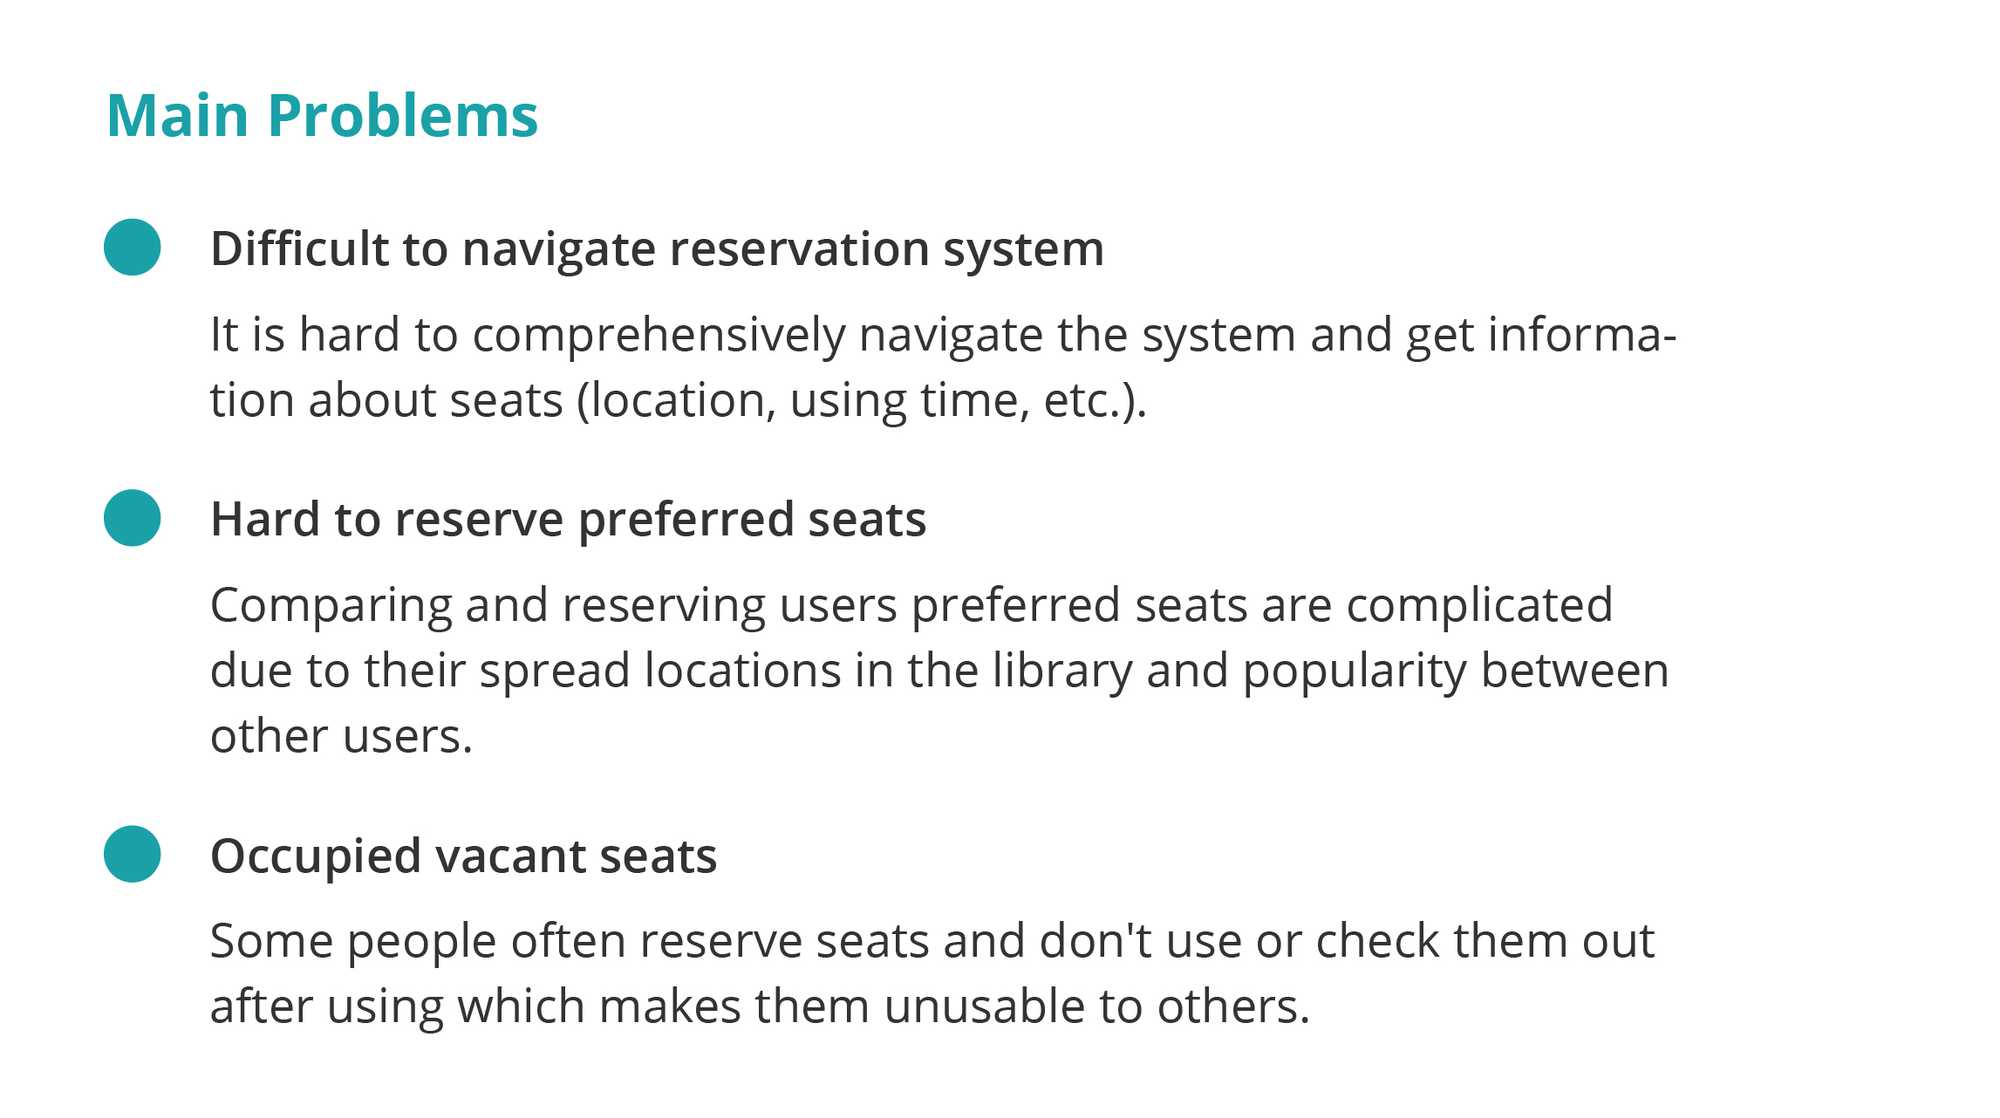 Main Problems
Difficult to navigate reservation system
It is hard to comprehensively navigate the system and get informa-
tion about seats (location, using time, etc.).
Hard to reserve preferred seats
Comparing and reserving users preferred seats are complicated
due to their spread locations in the library and popularity between
other users.
Occupied vacant seats
Some people often reserve seats and don't use or check them out
after using which makes them unusable to others.